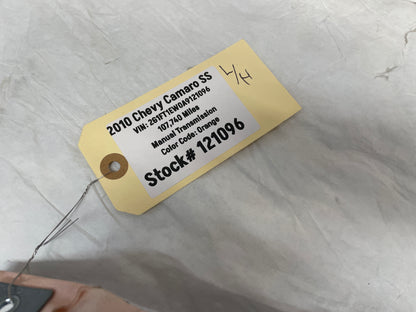 2010 Chevy Camaro SS
VIN: 2G1FT1EW0A9121096
107,740 Miles
Manual Transmission
Color Code: Orange
Stock# 121096
L/H